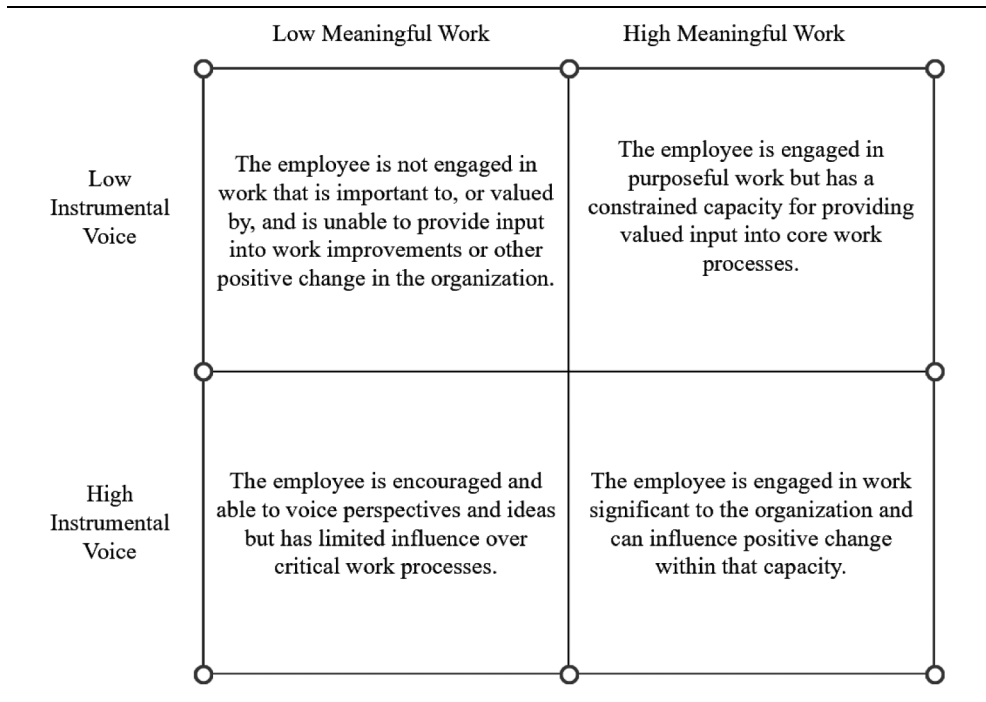 Low Meaningful Work
High Meaningful Work
Low
Instrumental
Voice
The employee is not engaged in
work that is important to, or valued
by, and is unable to provide input
into work improvements or other
positive change in the organization.
The employee is engaged in
purposeful work but has a
constrained capacity for providing
valued input into core work
processes.
High
Instrumental
Voice
The employee is encouraged and
able to voice perspectives and ideas
but has limited influence over
critical work processes.
The employee is engaged in work
significant to the organization and
can influence positive change
within that capacity.